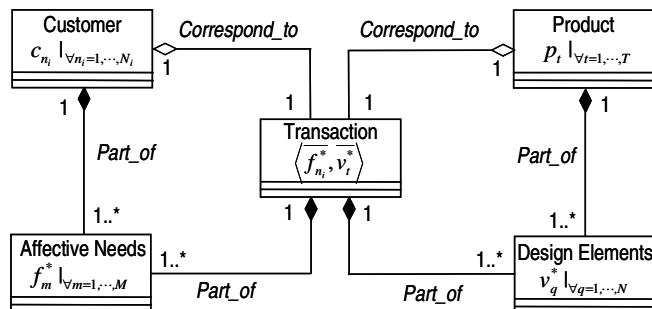 Customer
c_{n_i} |_{∀n_i=1,⋯,N_i}
Correspond_to
1
1
Correspond_to
1
1
Product
p_t |_{∀t=1,⋯,T}
1
1
Transaction
⟨\overline{f^*_{n_i}}, \overline{v^*_t}⟩
Part_of
Part_of
1..*
1
1
1..*
Affective Needs
f^*_m |_{∀m=1,⋯,M}
1..*
Part_of
Part_of
1..*
Design Elements
v^*_q |_{∀q=1,⋯,N}